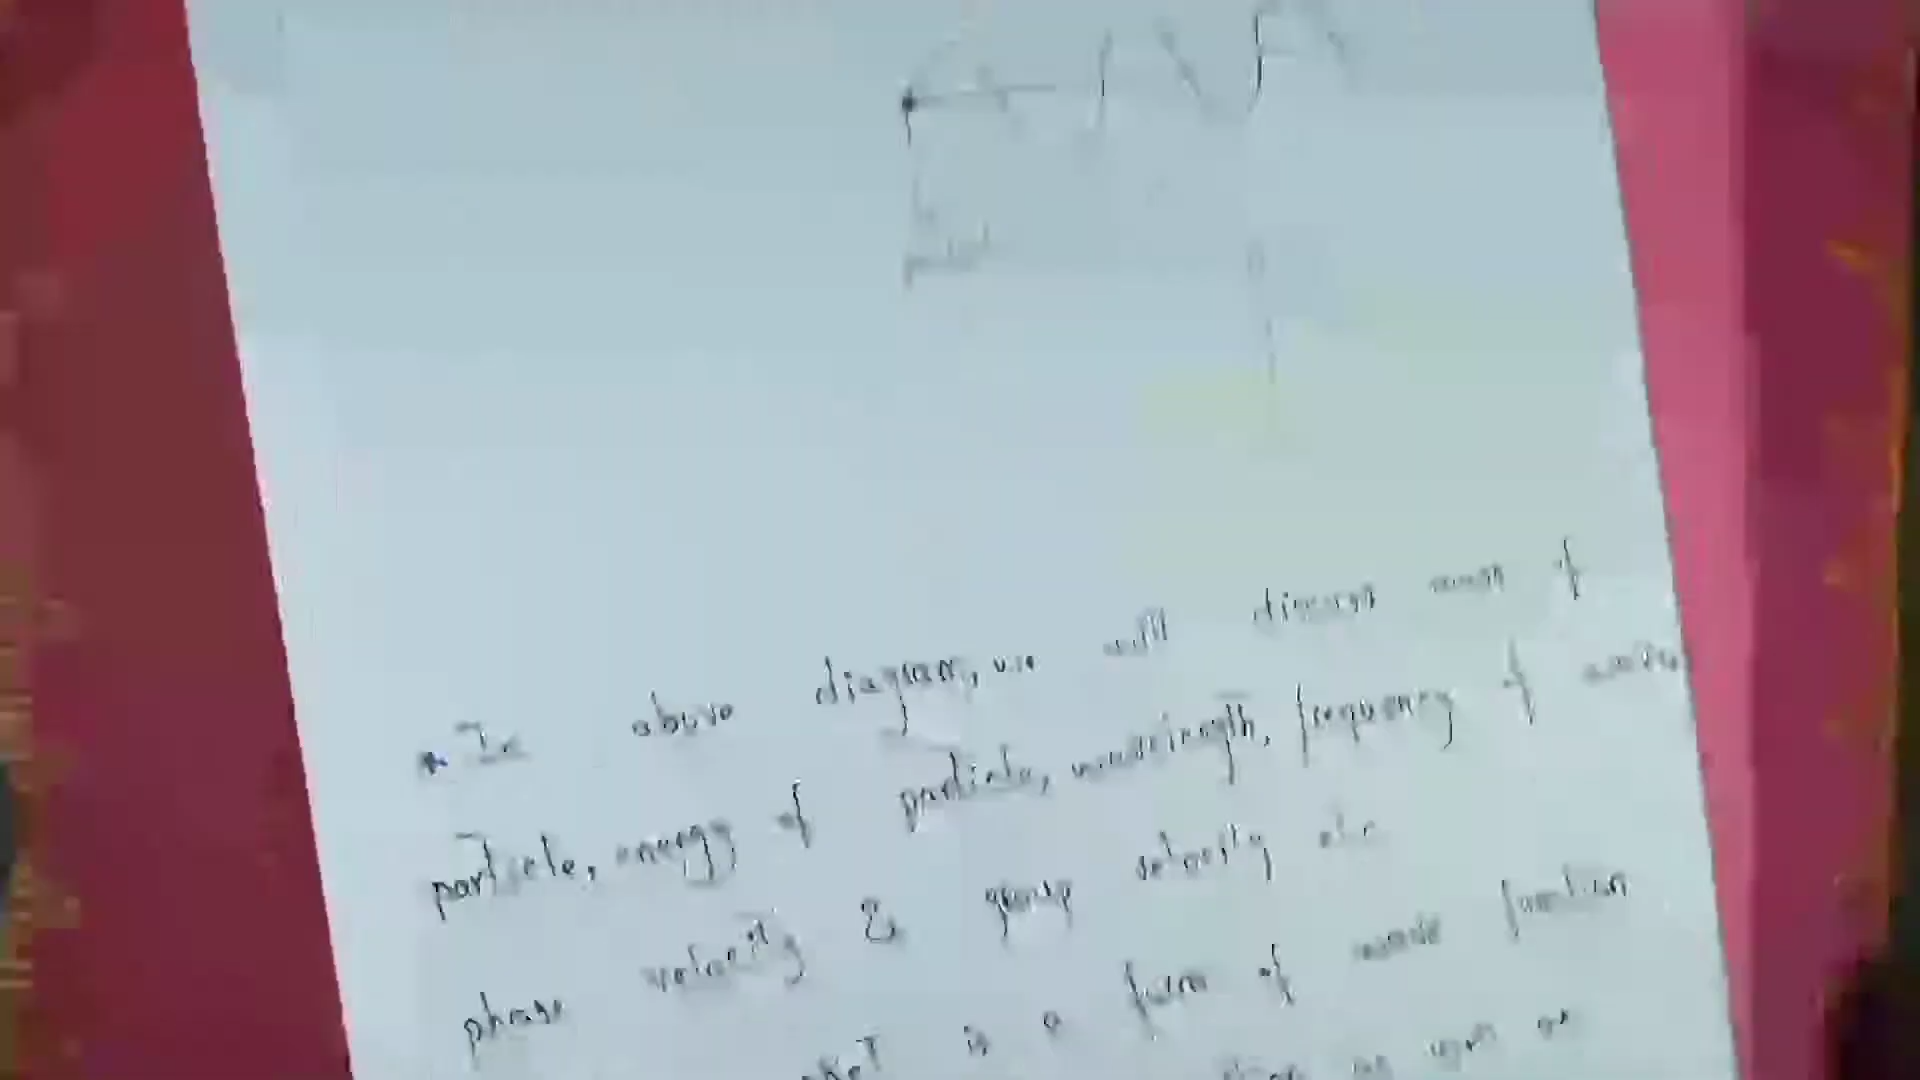 In above diagram, we will discuss mass of
particle, energy of particle, wavelength, frequency of
phase velocity & group velocity etc
is a form of wave function